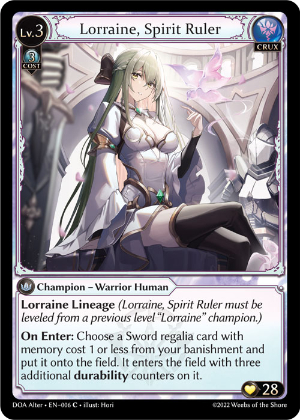 Lv.3
Lorraine, Spirit Ruler
CRUX
3
COST
Champion – Warrior Human
Lorraine Lineage (Lorraine, Spirit Ruler must be
leveled from a previous level "Lorraine" champion.)
On Enter: Choose a Sword regalia card with
memory cost 1 or less from your banishment and
put it onto the field. It enters the field with three
additional durability counters on it.
28
DOA Alter • EN-016 C • illust: Hori
©2022 Weebs of the Shore